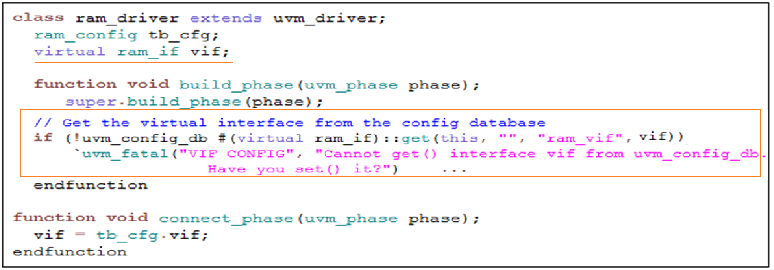 class ram_driver extends uvm_driver;
ram_config tb_cfg;
virtual ram_if vif;
function void build_phase(uvm_phase phase);
super.build_phase(phase);
// Get the virtual interface from the config database
if (!uvm_config_db #(virtual ram_if)::get(this, "", "ram_vif", vif))
`uvm_fatal("VIF CONFIG", "Cannot get() interface vif from uvm_config_db.
Have you set() it?") ...
endfunction
function void connect_phase(uvm_phase phase);
vif = tb_cfg.vif;
endfunction